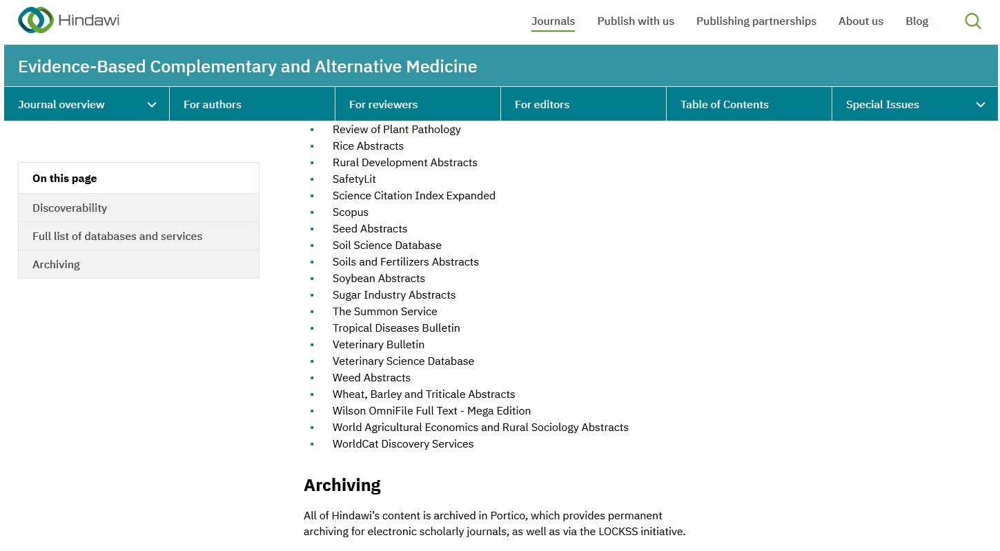 Hindawi
Journals
Publish with us
Publishing partnerships
About us
Blog
Evidence-Based Complementary and Alternative Medicine
Journal overview
For authors
For reviewers
For editors
Table of Contents
Special Issues
On this page
Discoverability
Full list of databases and services
Archiving
Review of Plant Pathology
Rice Abstracts
Rural Development Abstracts
SafetyLit
Science Citation Index Expanded
Scopus
Seed Abstracts
Soil Science Database
Soils and Fertilizers Abstracts
Soybean Abstracts
Sugar Industry Abstracts
The Summon Service
Tropical Diseases Bulletin
Veterinary Bulletin
Veterinary Science Database
Weed Abstracts
Wheat, Barley and Triticale Abstracts
Wilson OmniFile Full Text - Mega Edition
World Agricultural Economics and Rural Sociology Abstracts
WorldCat Discovery Services
Archiving
All of Hindawi’s content is archived in Portico, which provides permanent
archiving for electronic scholarly journals, as well as via the LOCKSS initiative.